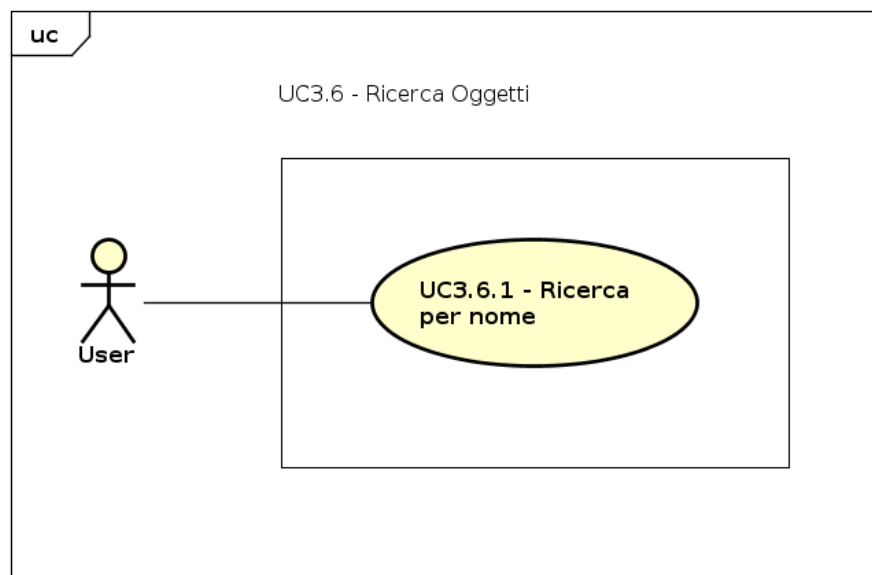 uc
UC3.6 - Ricerca Oggetti
UC3.6.1 - Ricerca
per nome
User